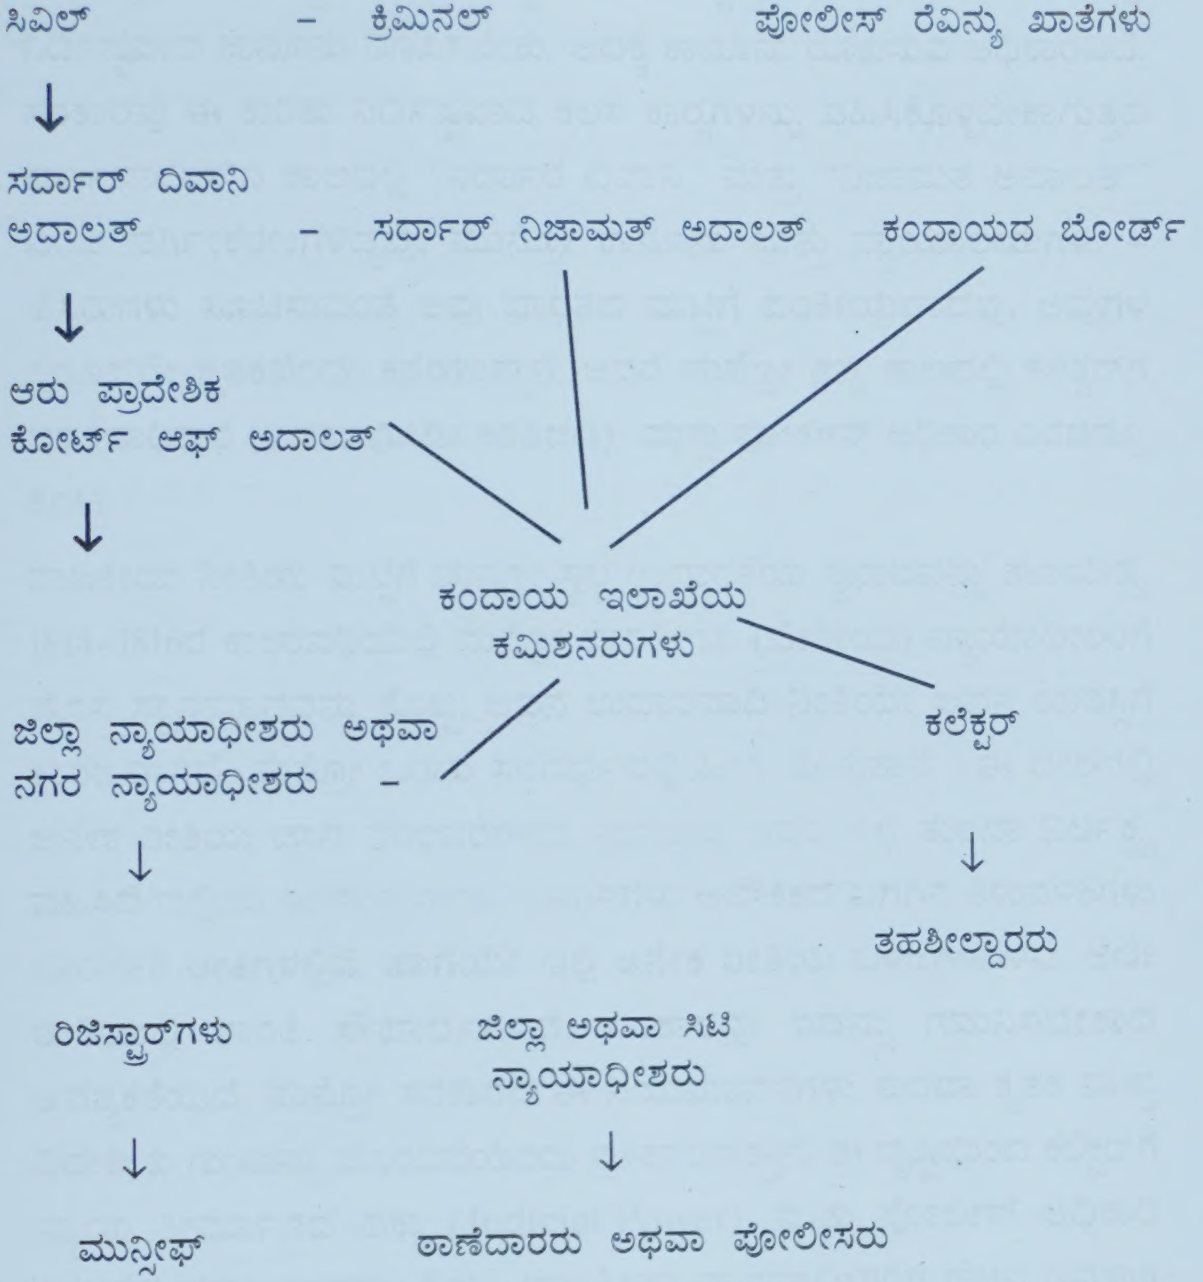 ಸಿವಿಲ್ – ಕ್ರಿಮಿನಲ್ ಪೋಲೀಸ್ ರೆವಿನ್ಯು ಖಾತೆಗಳು
ಸರ್ದಾರ್ ದಿವಾನಿ
ಅದಾಲತ್ – ಸರ್ದಾರ್ ನಿಜಾಮತ್ ಅದಾಲತ್ ಕಂದಾಯದ ಬೋರ್ಡ್
ಆರು ಪ್ರಾದೇಶಿಕ
ಕೋರ್ಟ್ ಆಫ್ ಅದಾಲತ್
ಕಂದಾಯ ಇಲಾಖೆಯ
ಕಮಿಶನರುಗಳು
ಜಿಲ್ಲಾ ನ್ಯಾಯಾಧೀಶರು ಅಥವಾ
ನಗರ ನ್ಯಾಯಾಧೀಶರು –
ಕಲೆಕ್ಟರ್
ತಹಶೀಲ್ದಾರರು
ರಿಜಿಸ್ಟ್ರಾರ್‌ಗಳು
ಜಿಲ್ಲಾ ಅಥವಾ ಸಿಟಿ
ನ್ಯಾಯಾಧೀಶರು
ಮುನ್ಸೀಫ್ ಠಾಣೆದಾರರು ಅಥವಾ ಪೋಲೀಸರು